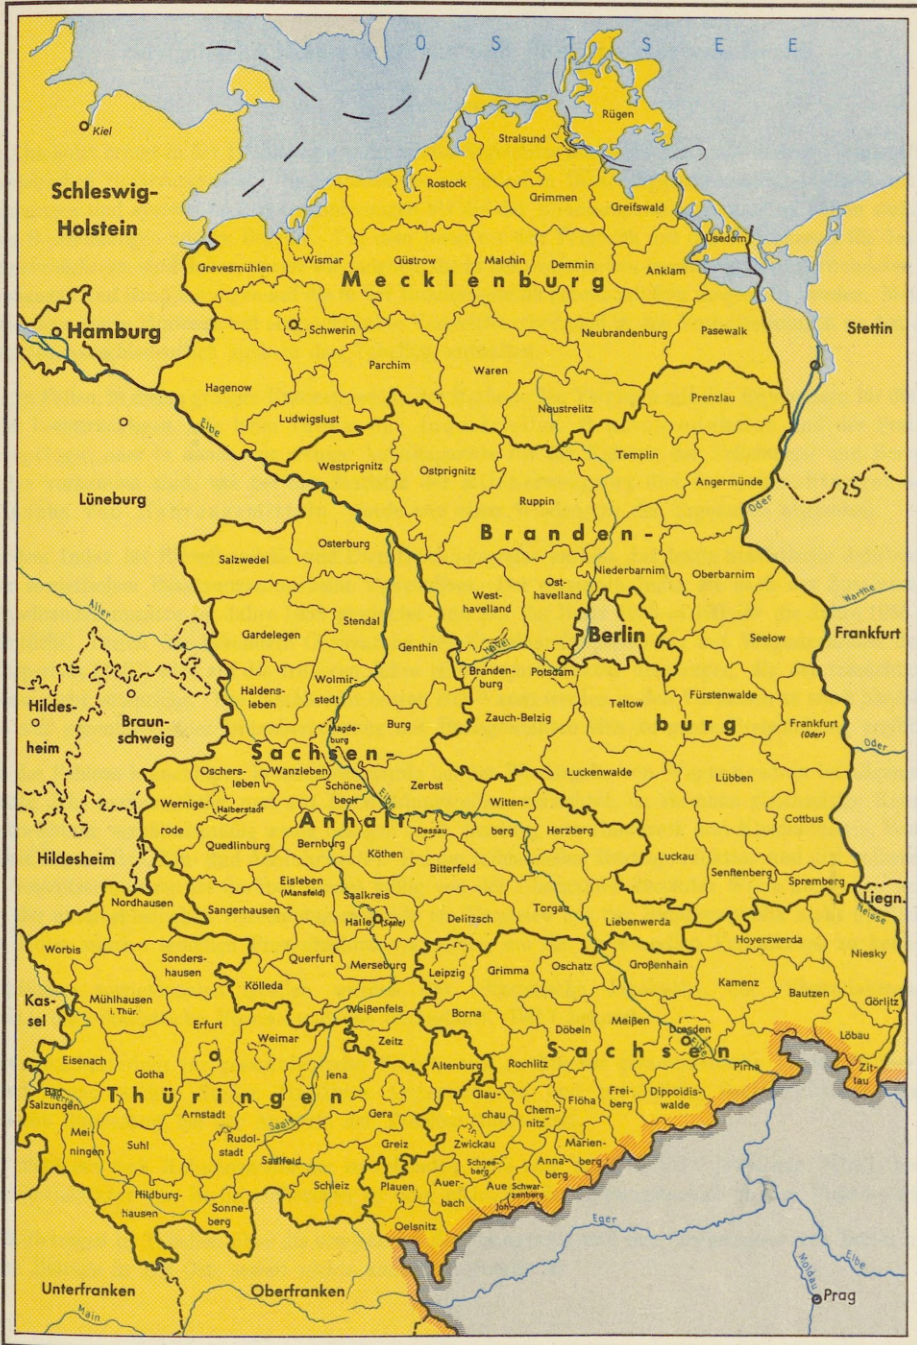 OSTSEE
Kiel
Rügen
Stralsund
Schleswig-
Holstein
Rostock
Grimmen
Greifswald
Usedom
Grevesmühlen
Wismar
Güstrow
Malchin
Demmin
Anklam
Mecklenburg
Hamburg
Schwerin
Neubrandenburg
Pasewalk
Stettin
Hagenow
Parchim
Waren
Ludwigslust
Neustrelitz
Prenzlau
Elbe
Westprignitz
Ostprignitz
Templin
Angermünde
Lüneburg
Ruppin
Oder
Branden-
Salzwedel
Osterburg
Niederbarnim
Oberbarnim
West-
havelland
Ost-
havelland
Aller
Warthe
Stendal
Gardelegen
Genthin
Berlin
Seelow
Frankfurt
Havel
Potsdam
Branden-
burg
Haldens-
leben
Wolmir-
stedt
Hildes-
heim
Braun-
schweig
Burg
Zauch-Belzig
Teltow
Fürstenwalde
burg
Frankfurt
(Oder)
Magde-
burg
Sachsen-
Oder
Oschers-
leben
Wanzleben
Schöne-
beck
Zerbst
Luckenwalde
Lübben
Elbe
Wernige-
rode
Halberstadt
Anhalt
Dessau
Witten-
berg
Herzberg
Cottbus
Quedlinburg
Bernburg
Köthen
Hildesheim
Bitterfeld
Luckau
Senftenberg
Spremberg
Eisleben
(Mansfeld)
Saalkreis
Halle (Saale)
Liegn.
Nordhausen
Sangerhausen
Delitzsch
Torgau
Liebenwerda
Neisse
Worbis
Sonders-
hausen
Querfurt
Merseburg
Hoyerswerda
Niesky
Kölleda
Leipzig
Grimma
Oschatz
Großenhain
Kas-
sel
Mühlhausen
i. Thür.
Kamenz
Bautzen
Görlitz
Weißenfels
Borna
Erfurt
Weimar
Zeitz
Döbeln
Meißen
Dresden
Elbe
Löbau
Eisenach
Gotha
Altenburg
Rochlitz
Sachsen
Pirna
Zit-
tau
Jena
Bad
Salzungen
Werra
Thüringen
Glau-
chau
Chem-
nitz
Flöha
Frei-
berg
Dippoidis-
walde
Arnstadt
Saale
Gera
Mei-
ningen
Suhl
Rudol-
stadt
Saalfeld
Greiz
Zwickau
Marien-
berg
Schnee-
berg
Anna-
berg
Hildburg-
hausen
Schleiz
Plauen
Auer-
bach
Aue
Schwar-
zenberg
Joh.
Sonne-
berg
Oelsnitz
Eger
Elbe
Moldau
Unterfranken
Oberfranken
Prag
Main